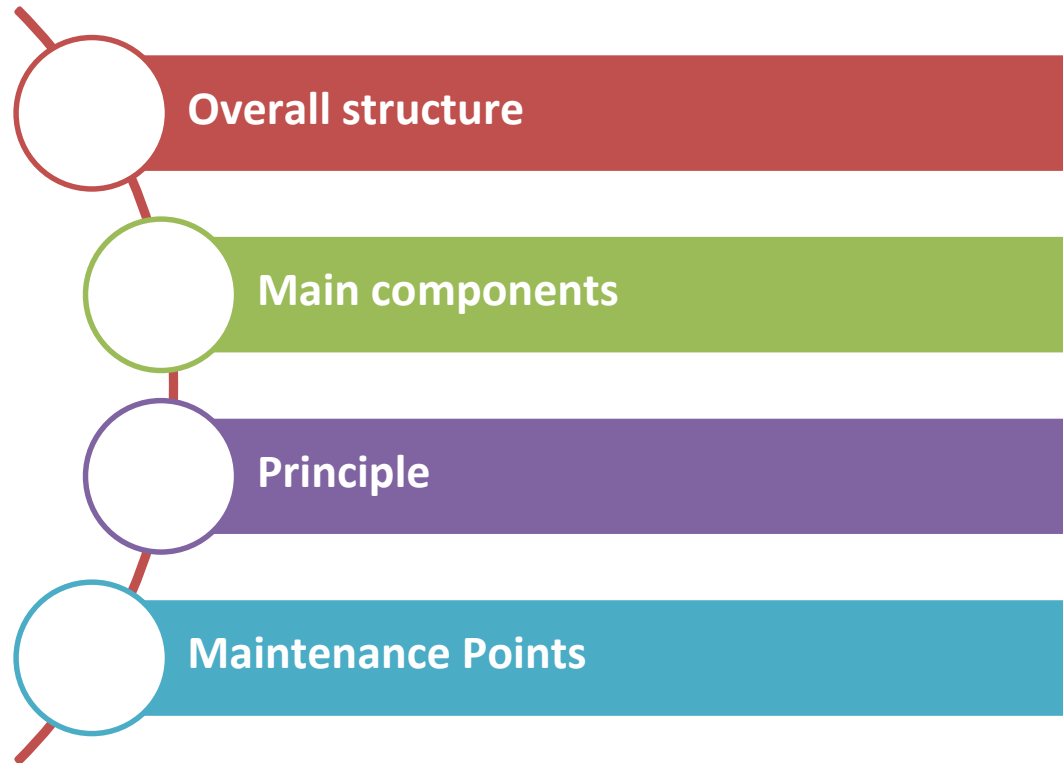 Overall structure
Main components
Principle
Maintenance Points